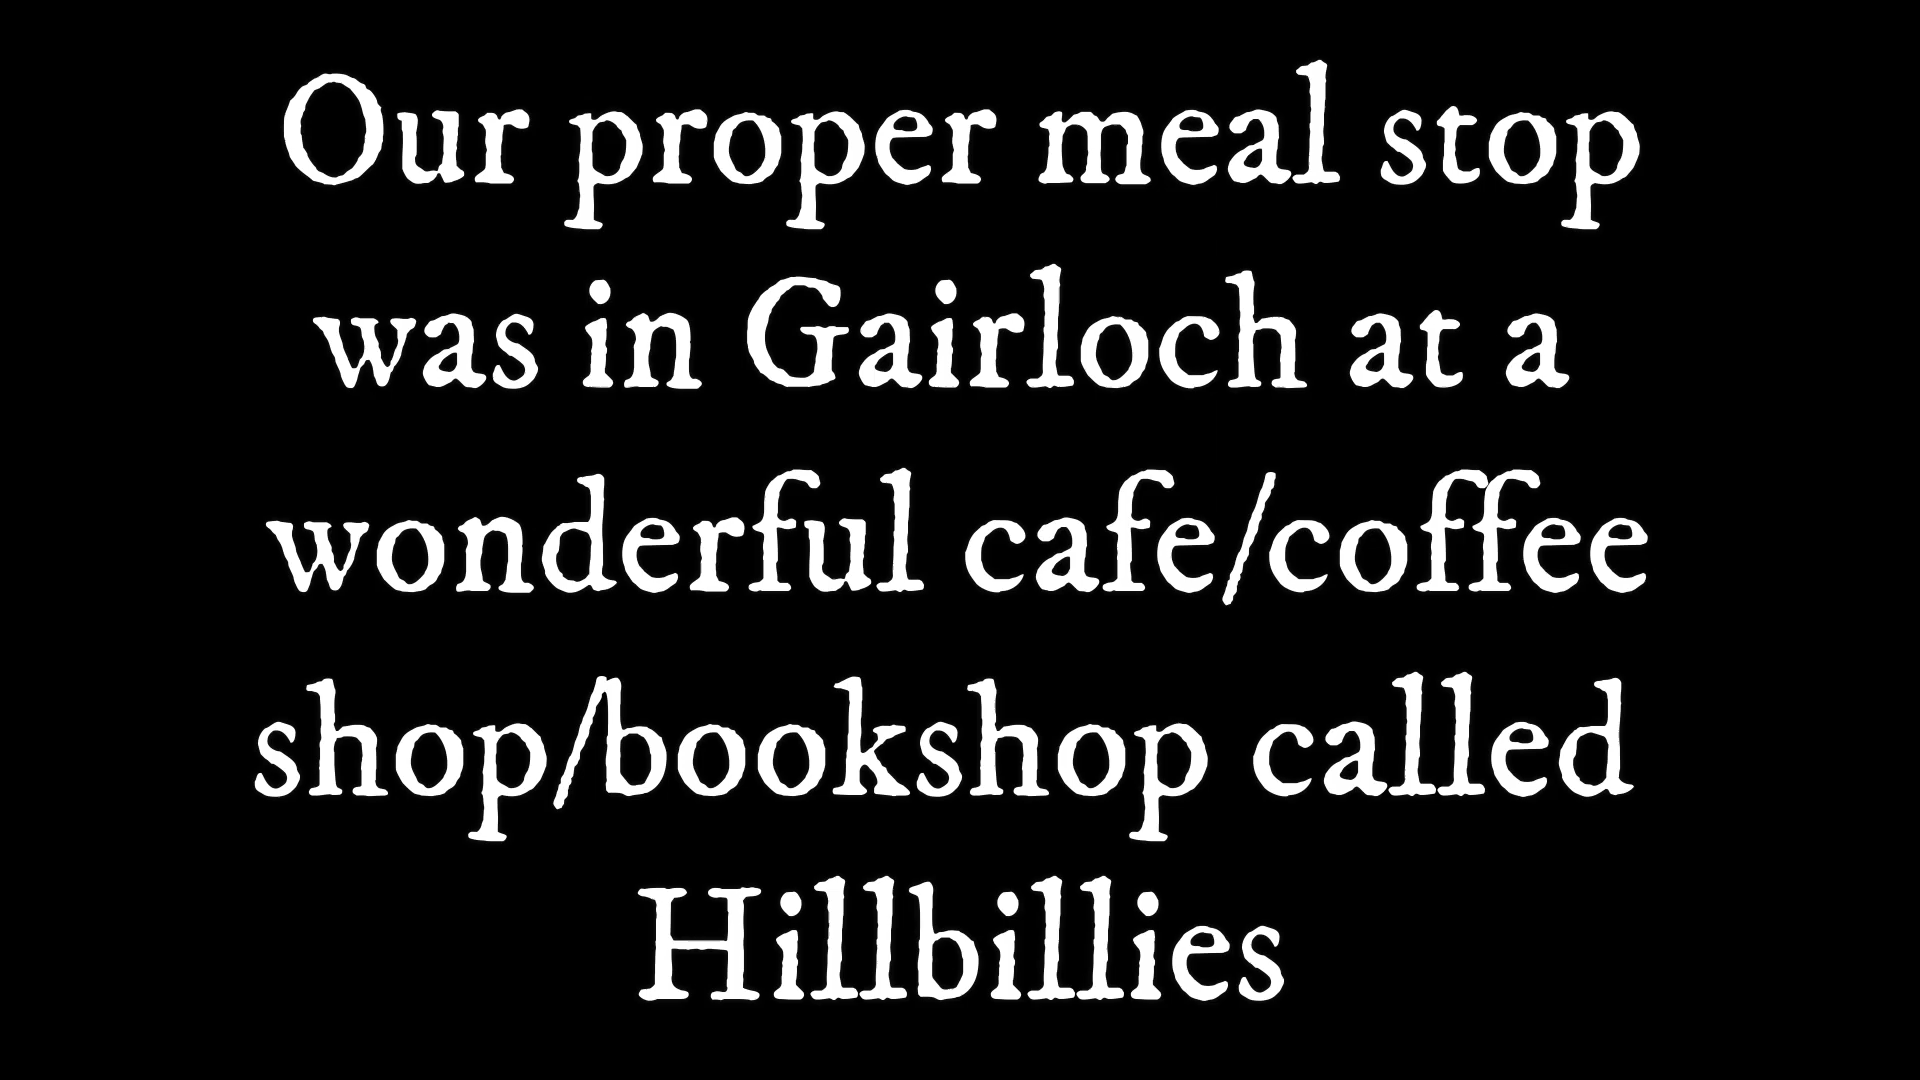 Our proper meal stop
was in Gairloch at a
wonderful cafe/coffee
shop/bookshop called
Hillbillies